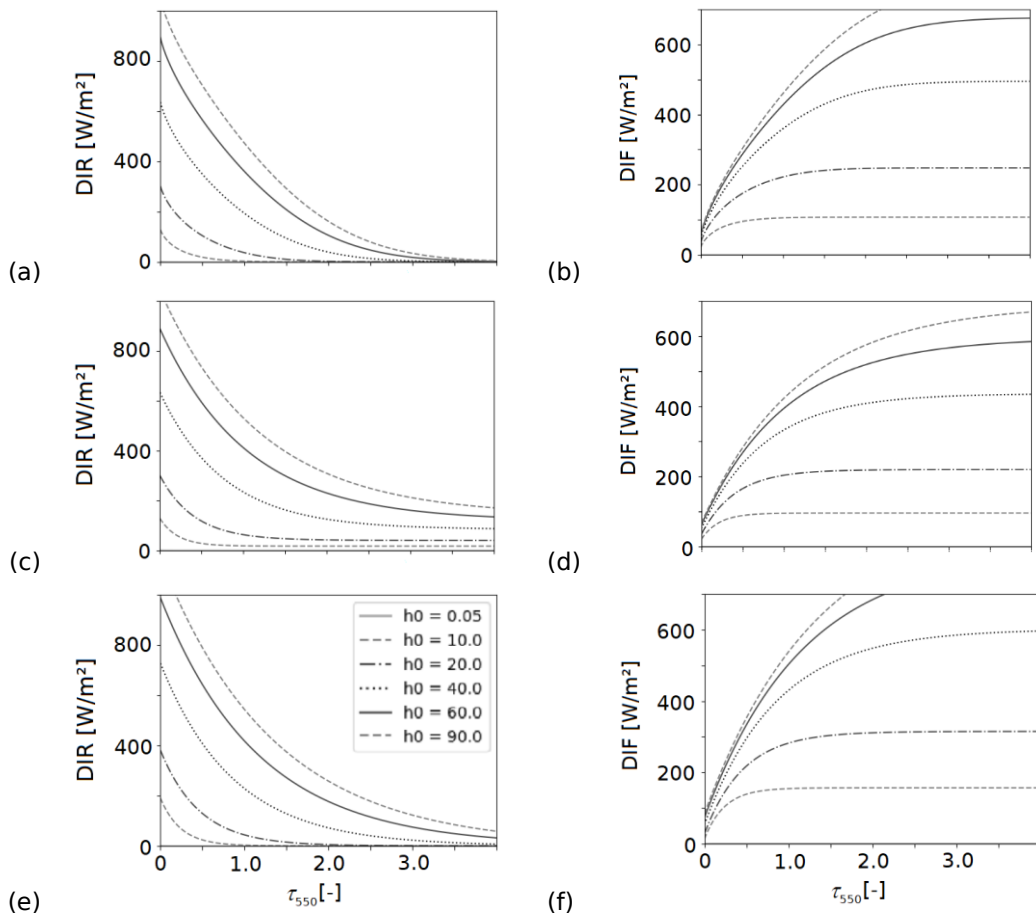 DIR [W/m²]
800
400
0
(a)
DIF [W/m²]
600
400
200
0
(b)
DIR [W/m²]
800
400
0
(c)
DIF [W/m²]
600
400
200
0
(d)
DIR [W/m²]
800
400
0
h0 = 0.05
h0 = 10.0
h0 = 20.0
h0 = 40.0
h0 = 60.0
h0 = 90.0
0 1.0 2.0 3.0
τ550[-]
(e)
DIF [W/m²]
600
400
200
0
0 1.0 2.0 3.0
τ550[-]
(f)